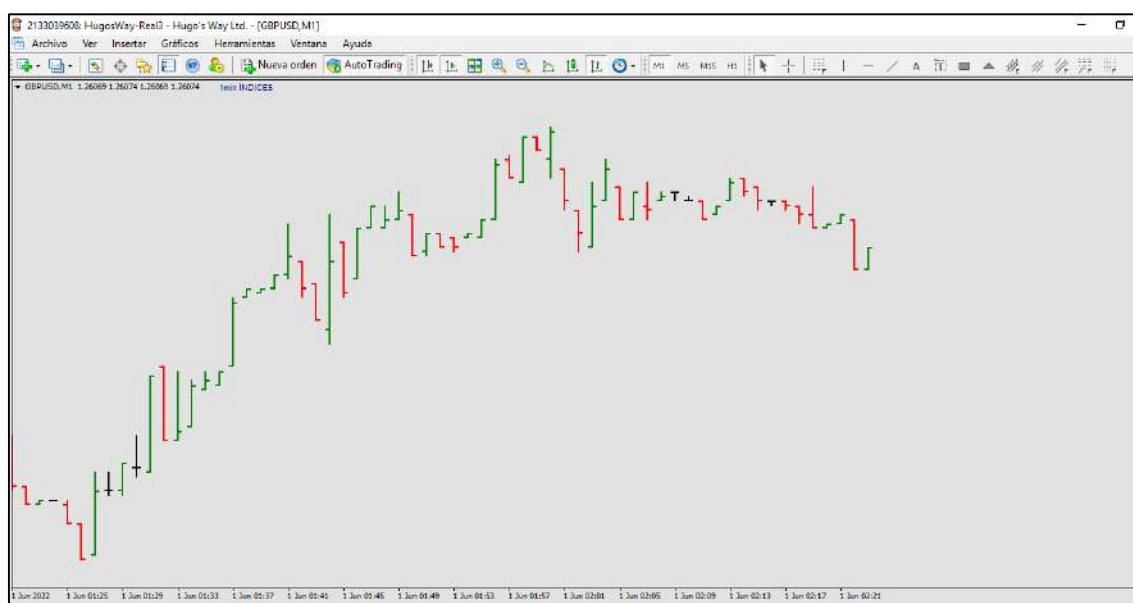 2133039608: HugosWay-Real3 - Hugo's Way Ltd. - [GBPUSD,M1]
Archivo Ver Insertar Gráficos Herramientas Ventana Ayuda
Nueva orden AutoTrading M1 M5 M15 H1 A T
GBPUSD,M1 1.26069 1.26074 1.26069 1.26074 1min INDICES
1 Jun 2022 1 Jun 01:25 1 Jun 01:29 1 Jun 01:33 1 Jun 01:37 1 Jun 01:41 1 Jun 01:45 1 Jun 01:49 1 Jun 01:53 1 Jun 01:57 1 Jun 02:01 1 Jun 02:05 1 Jun 02:09 1 Jun 02:13 1 Jun 02:17 1 Jun 02:21